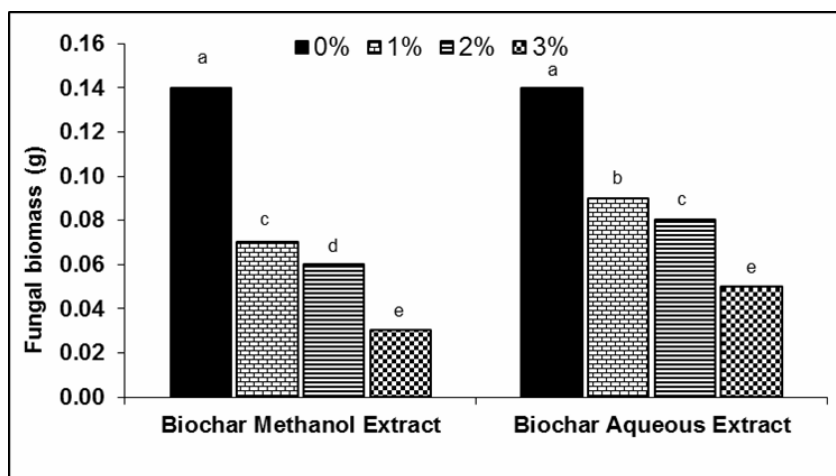 0.16
0.14
0.12
0.10
0.08
0.06
0.04
0.02
0.00
Fungal biomass (g)
0% 1% 2% 3%
a
c
d
e
a
b
c
e
Biochar Methanol Extract
Biochar Aqueous Extract